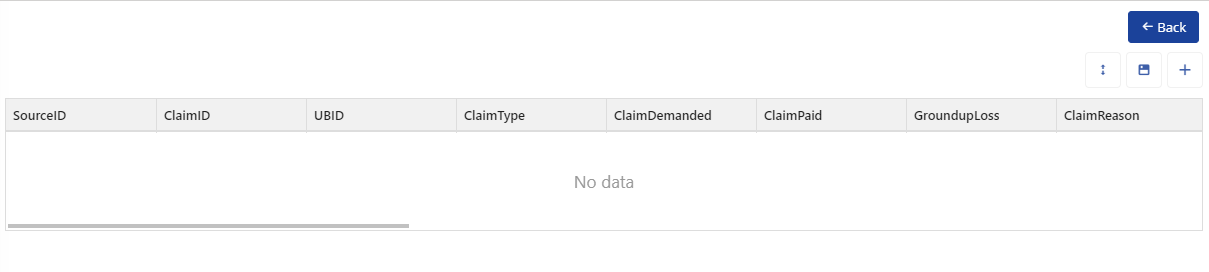 Back
SourceID ClaimID UBID ClaimType ClaimDemanded ClaimPaid GroundupLoss ClaimReason
No data